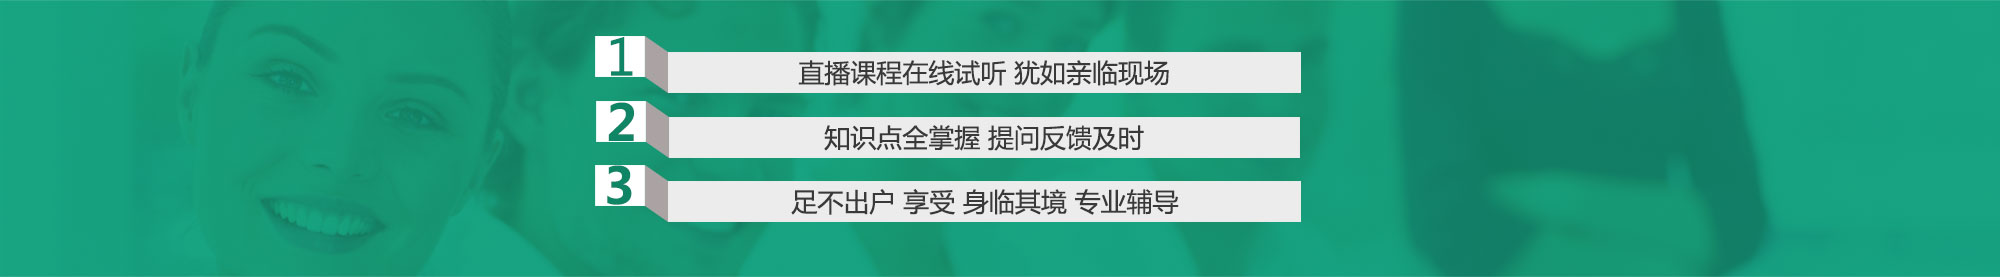 1 直播课程在线试听 犹如亲临现场
2 知识点全掌握 提问反馈及时
3 足不出户 享受 身临其境 专业辅导